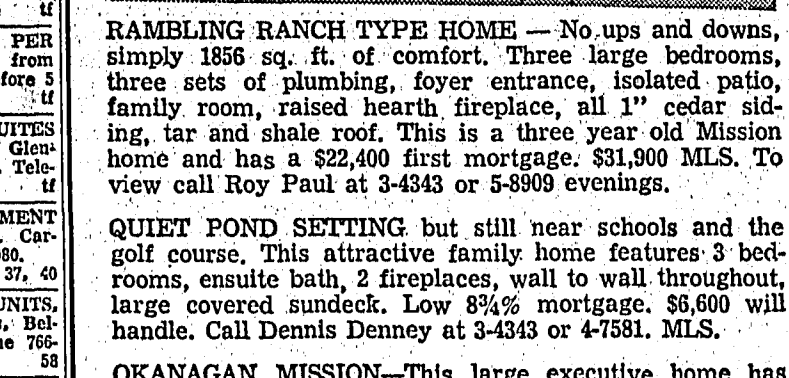 tf
PER
from
fore 5
tf
UITES
Glen-
Tele-
tf
MENT
Car-
980.
37, 40
UNITS,
Bel-
ne 766-
58
RAMBLING RANCH TYPE HOME — No ups and downs,
simply 1856 sq. ft. of comfort. Three large bedrooms,
three sets of plumbing, foyer entrance, isolated patio,
family room, raised hearth fireplace, all 1” cedar sid-
ing, tar and shale roof. This is a three year old Mission
home and has a $22,400 first mortgage. $31,900 MLS. To
view call Roy Paul at 3-4343 or 5-8909 evenings.
QUIET POND SETTING but still near schools and the
golf course. This attractive family home features 3 bed-
rooms, ensuite bath, 2 fireplaces, wall to wall throughout,
large covered sundeck. Low 8¾% mortgage. $6,600 will
handle. Call Dennis Denney at 3-4343 or 4-7581. MLS.
OKANAGAN MISSION—This large executive home has